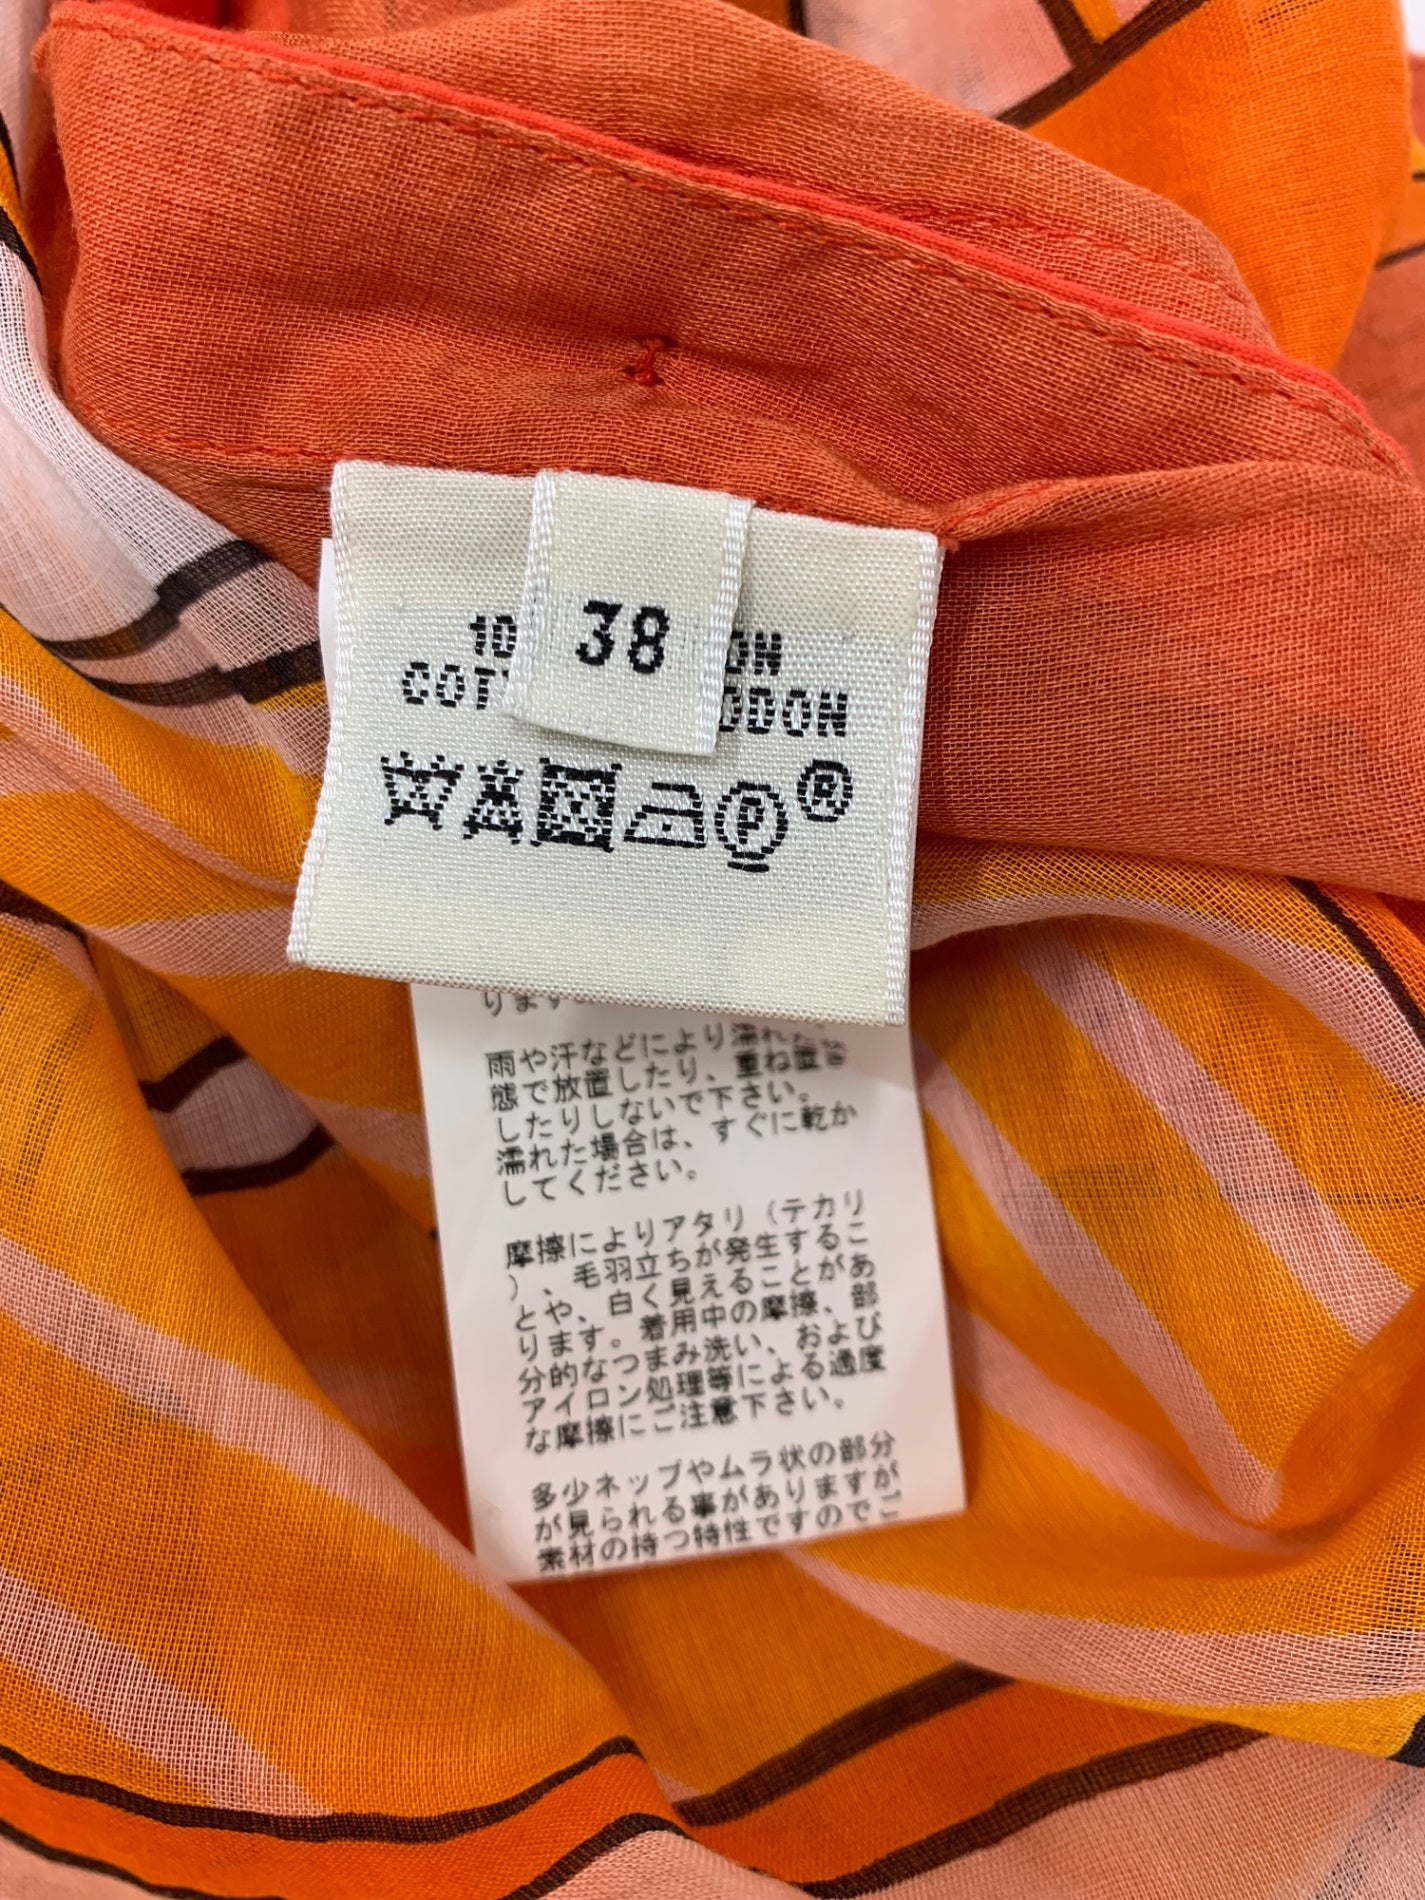 38
10 ON
COT ODON
P ®
ります
雨や汗などにより濡れた
態で放置したり、重ね置き
したりしないで下さい。
濡れた場合は、すぐに乾か
してください。
摩擦によりアタリ（テカリ
）、毛羽立ちが発生するこ
とや、白く見えることがあ
ります。着用中の摩擦、部
分的なつまみ洗い、および
アイロン処理等による過度
な摩擦にご注意下さい。
多少ネップやムラ状の部分
が見られる事がありますが
素材の持つ特性ですのでご